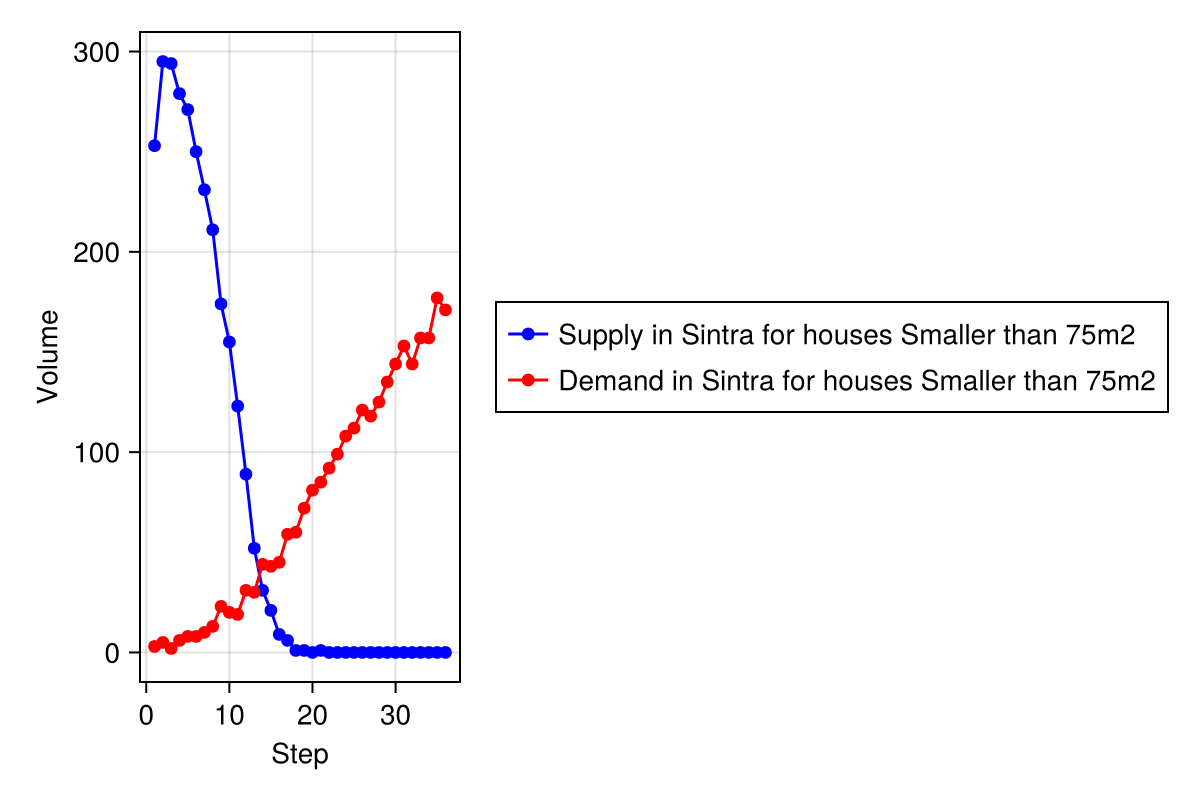 300
200
100
0
Volume
0 10 20 30
Step
Supply in Sintra for houses Smaller than 75m2
Demand in Sintra for houses Smaller than 75m2